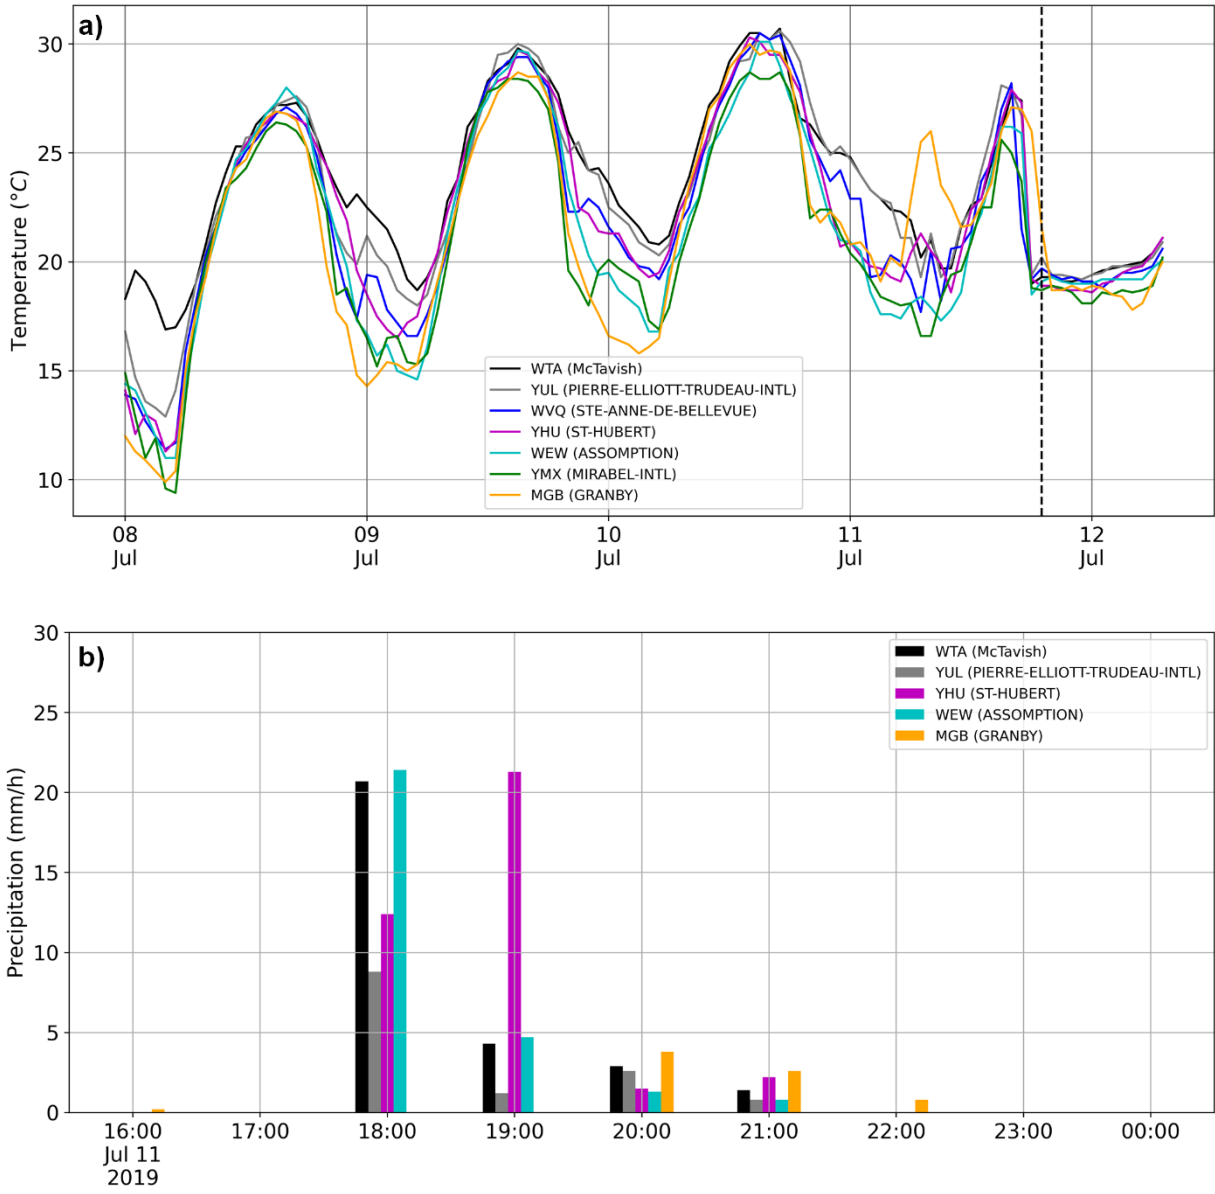 a)
30
25
20
15
10
Temperature (°C)
WTA (McTavish)
YUL (PIERRE-ELLIOTT-TRUDEAU-INTL)
WVQ (STE-ANNE-DE-BELLEVUE)
YHU (ST-HUBERT)
WEW (ASSOMPTION)
YMX (MIRABEL-INTL)
MGB (GRANBY)
08 09 10 11 12
Jul Jul Jul Jul Jul
b)
30
25
20
15
10
5
0
Precipitation (mm/h)
WTA (McTavish)
YUL (PIERRE-ELLIOTT-TRUDEAU-INTL)
YHU (ST-HUBERT)
WEW (ASSOMPTION)
MGB (GRANBY)
16:00 17:00 18:00 19:00 20:00 21:00 22:00 23:00 00:00
Jul 11
2019